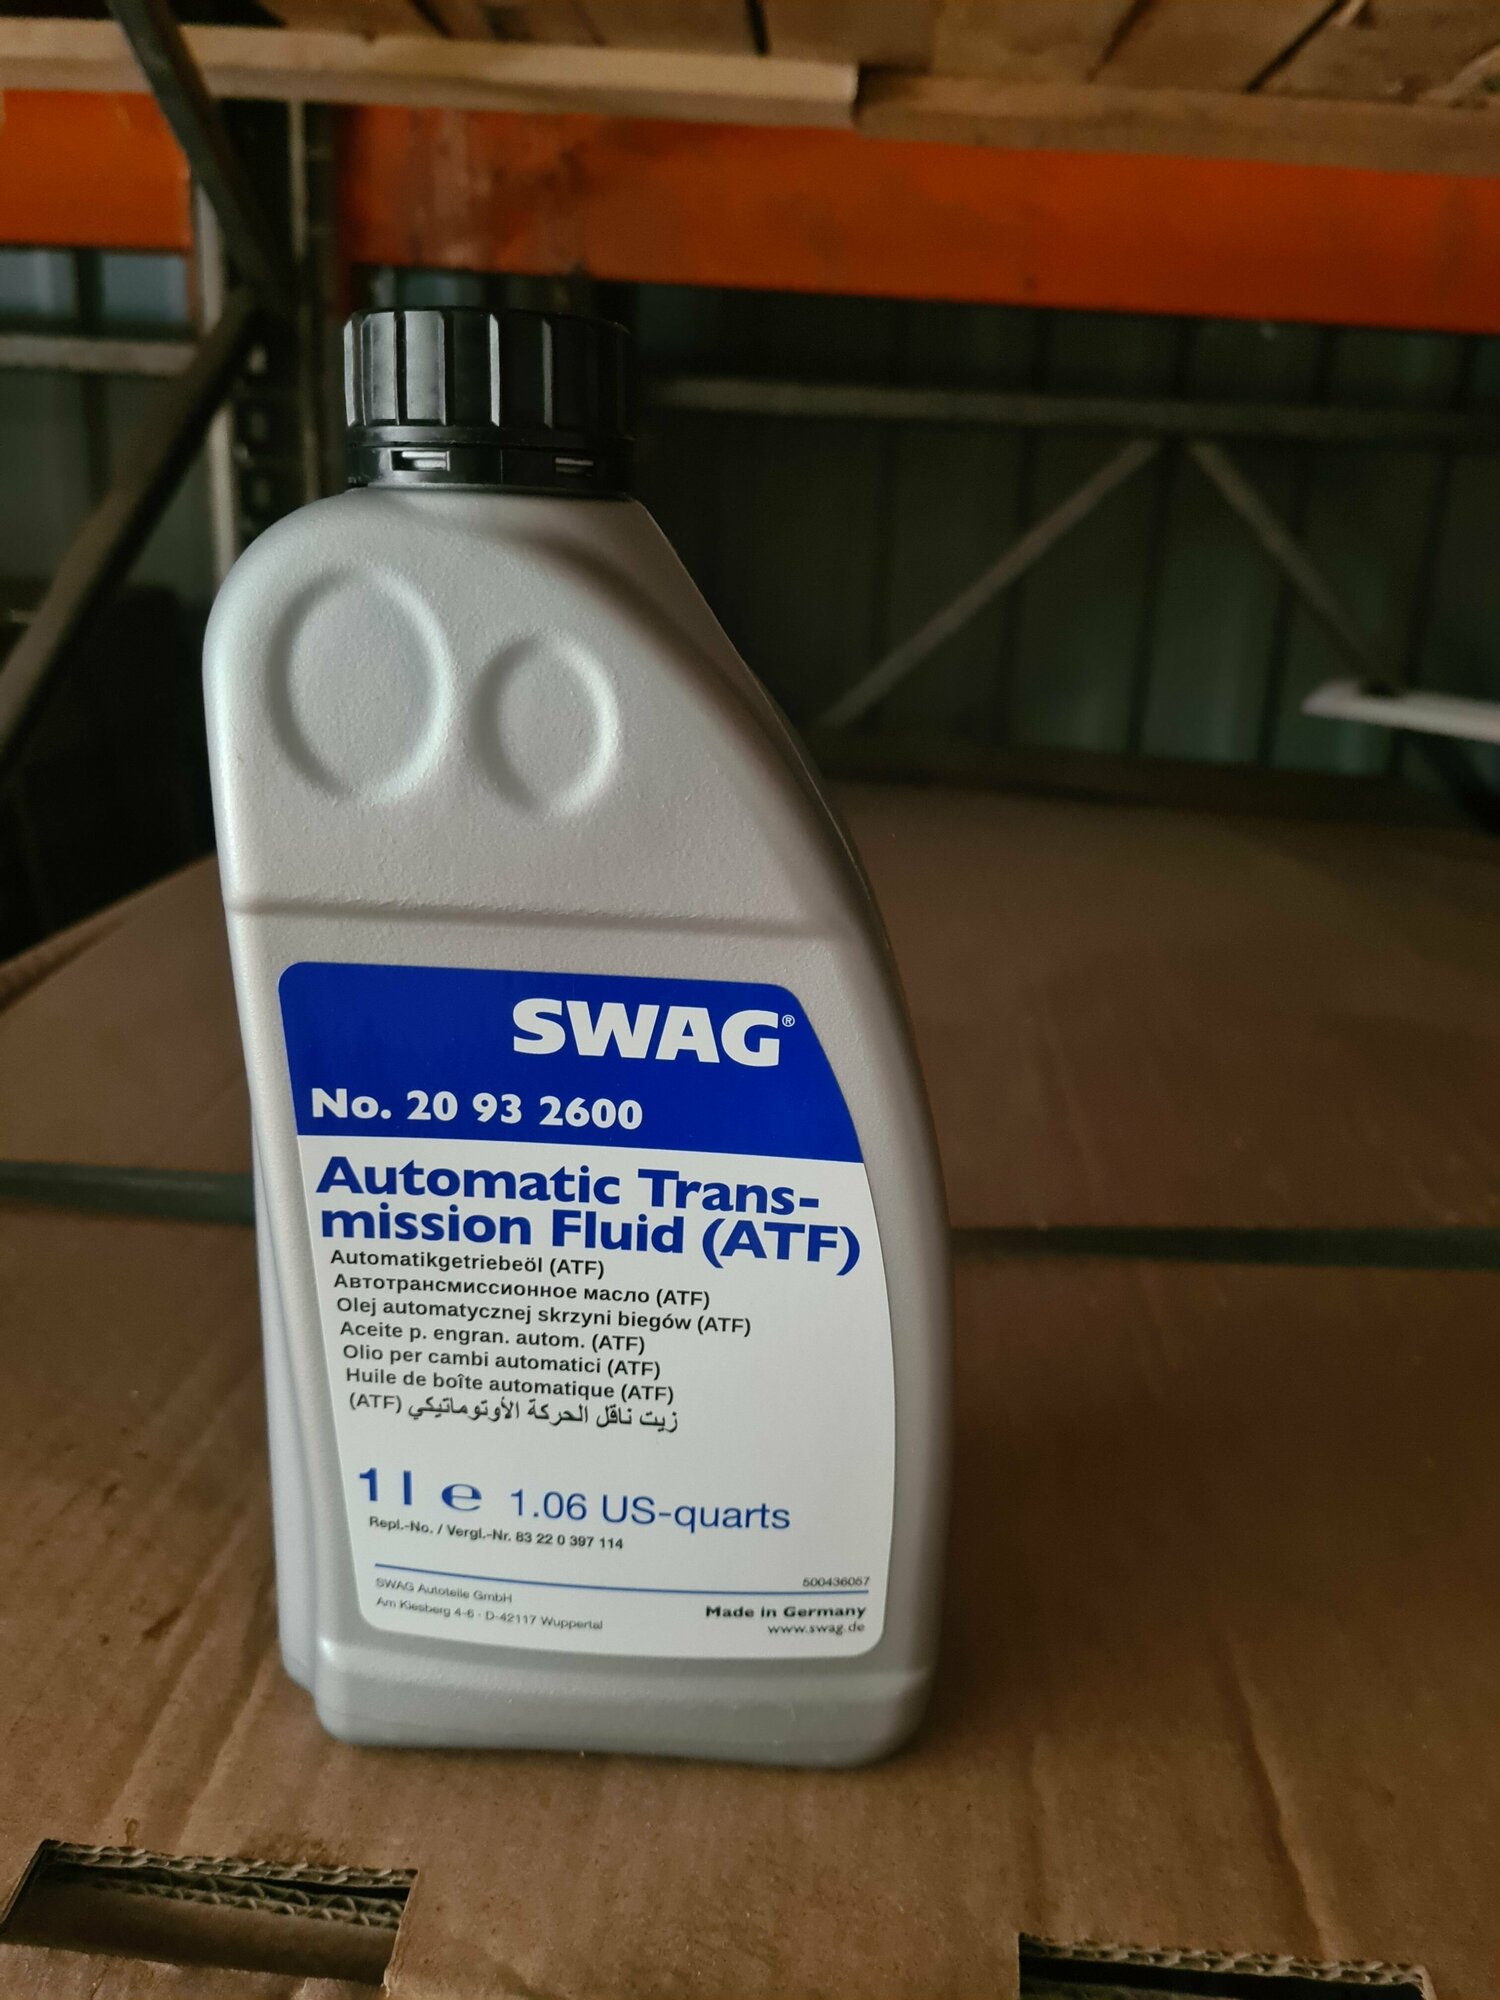 SWAG®
No. 20 93 2600
Automatic Trans-
mission Fluid (ATF)
Automatikgetriebeöl (ATF)
Автотрансмиссионное масло (ATF)
Olej automatycznej skrzyni biegów (ATF)
Aceite p. engran. autom. (ATF)
Olio per cambi automatici (ATF)
Huile de boîte automatique (ATF)
زيت ناقل الحركة الأوتوماتيكي (ATF)
1 l ℮ 1.06 US-quarts
Repl.-No. / Vergl.-Nr. 83 22 0 397 114
500436057
SWAG Autoteile GmbH
Am Kiesberg 4-6 · D-42117 Wuppertal
Made in Germany
www.swag.de